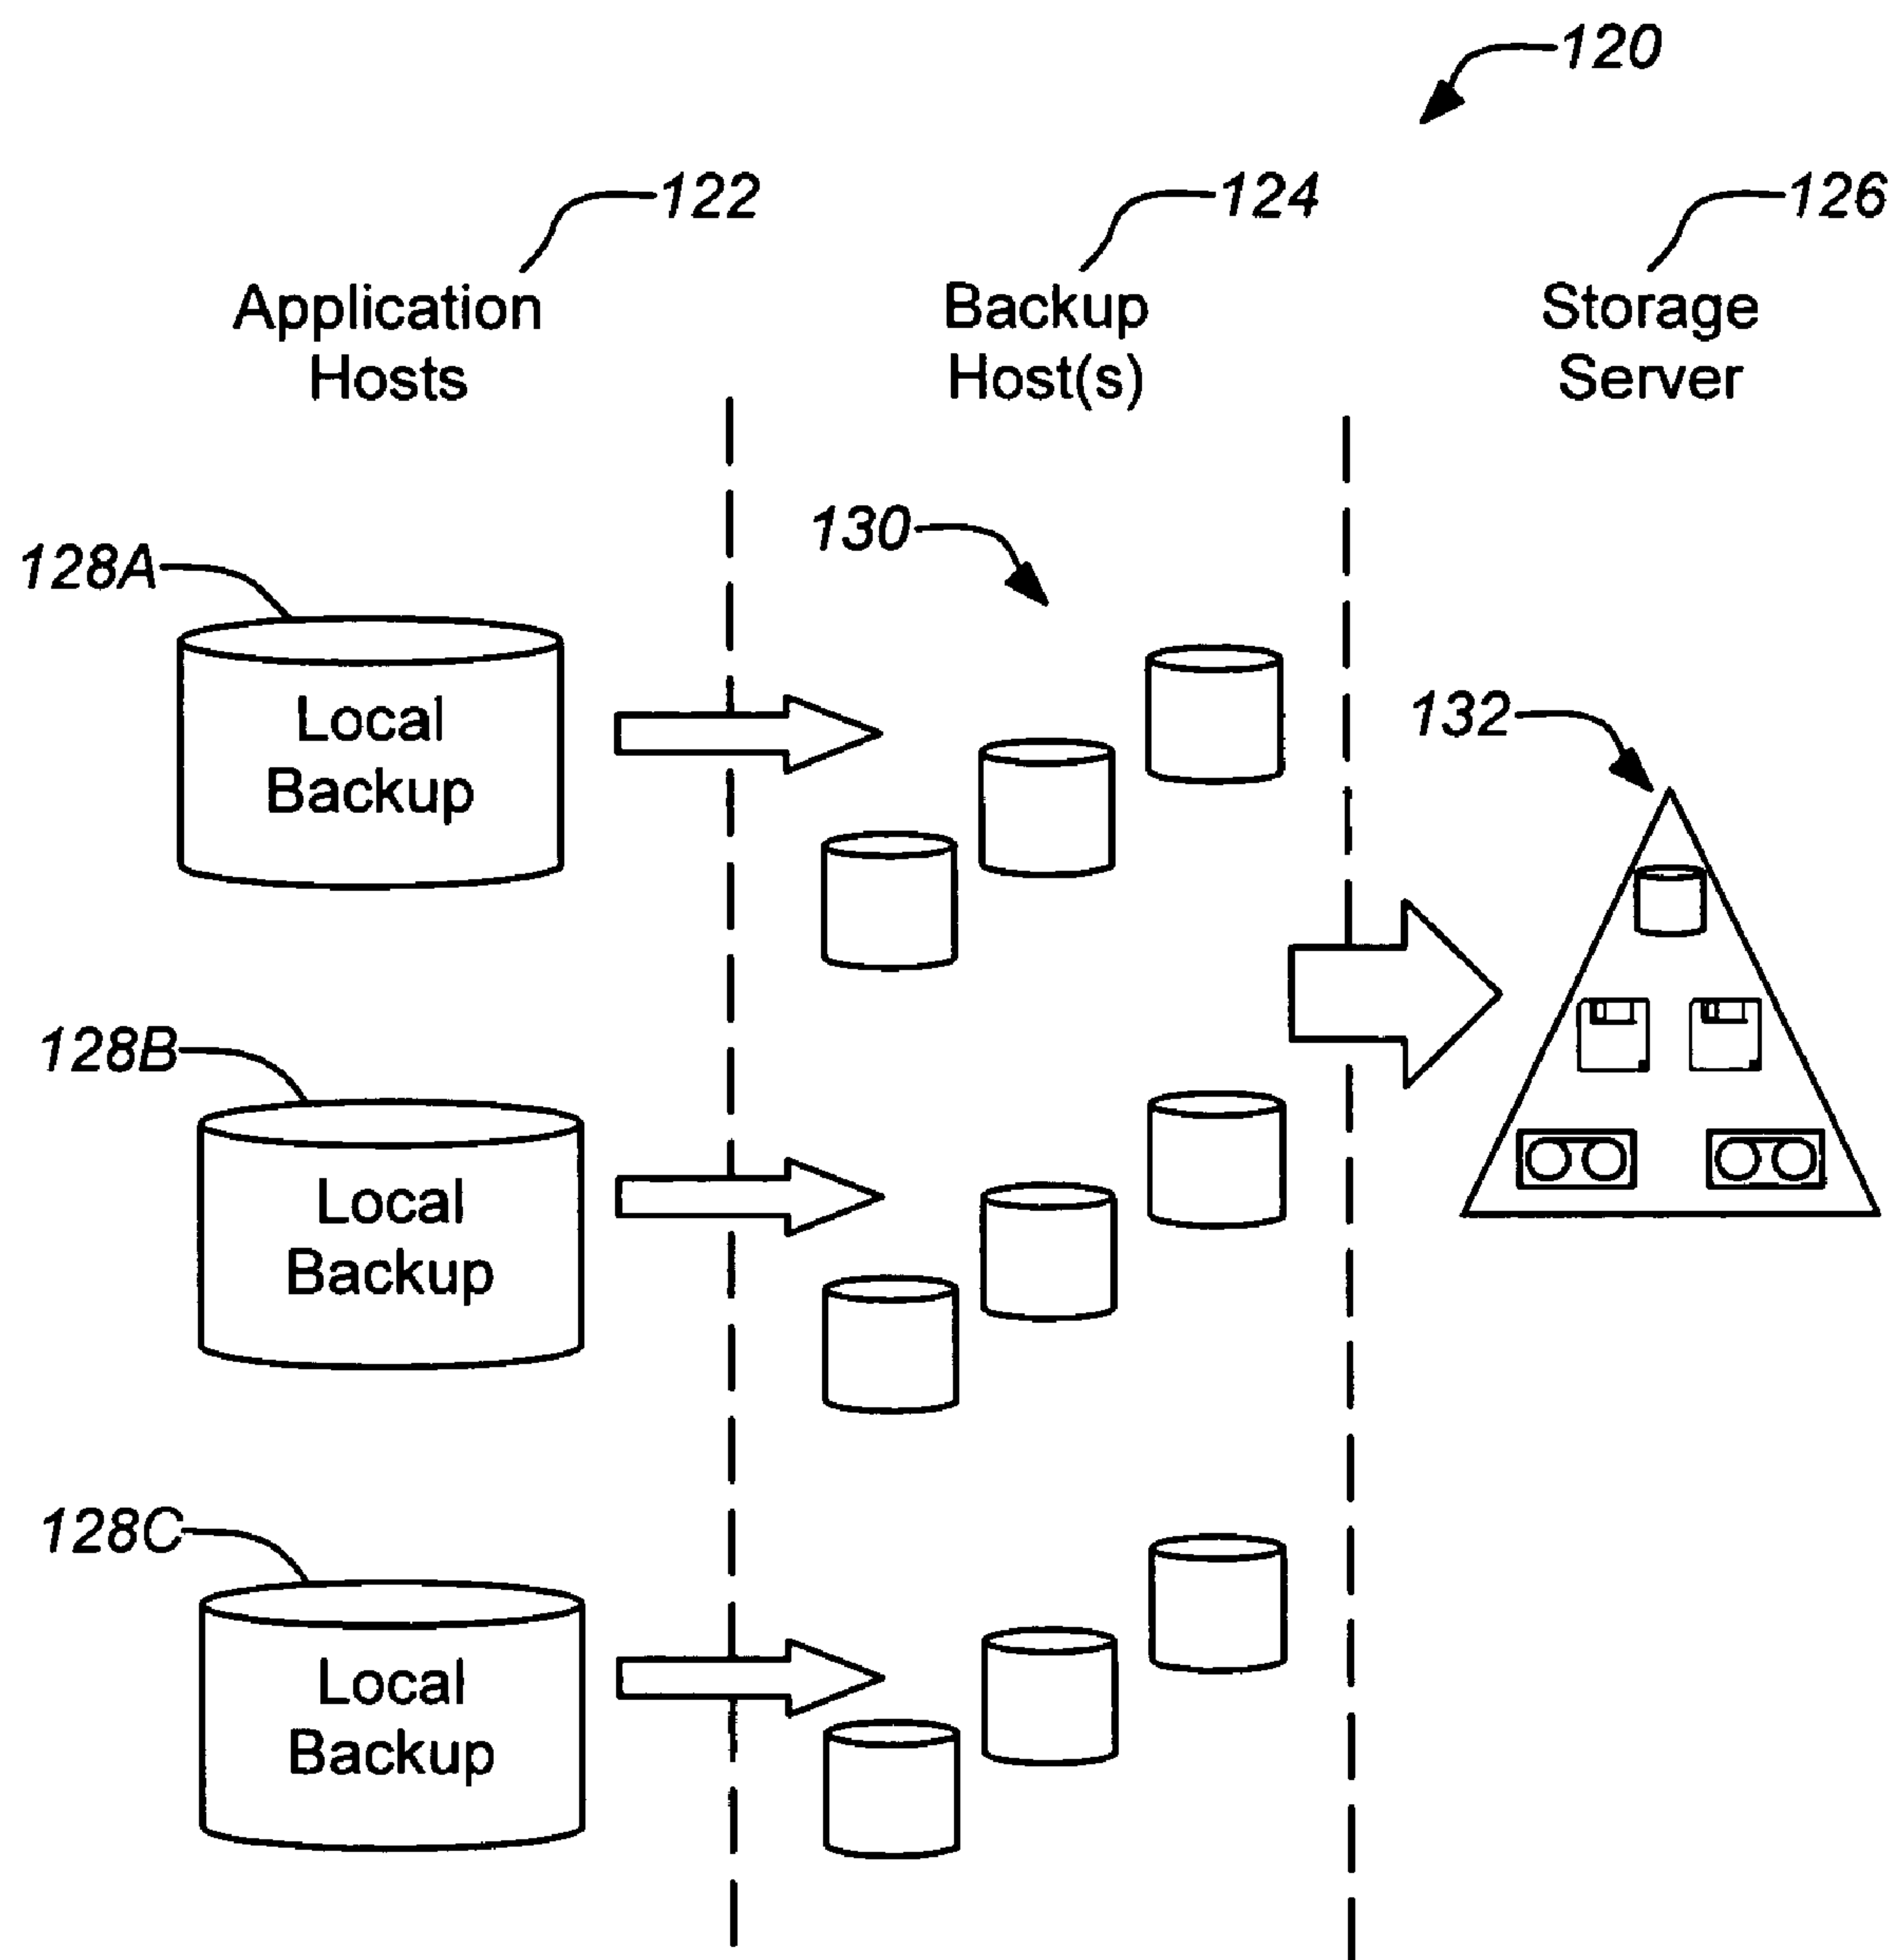 120
122
124
126
Application
Hosts
Backup
Host(s)
Storage
Server
130
128A
Local
Backup
132
128B
Local
Backup
128C
Local
Backup